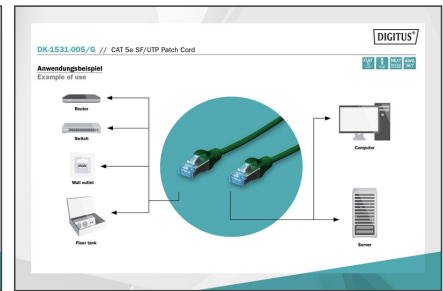 DIGITUS®
DK-1531-005/G // CAT 5e SF/UTP Patch Cord
Anwendungsbeispiel
Example of use
Router
Switch
Wall outlet
Floor tank
Computer
Server